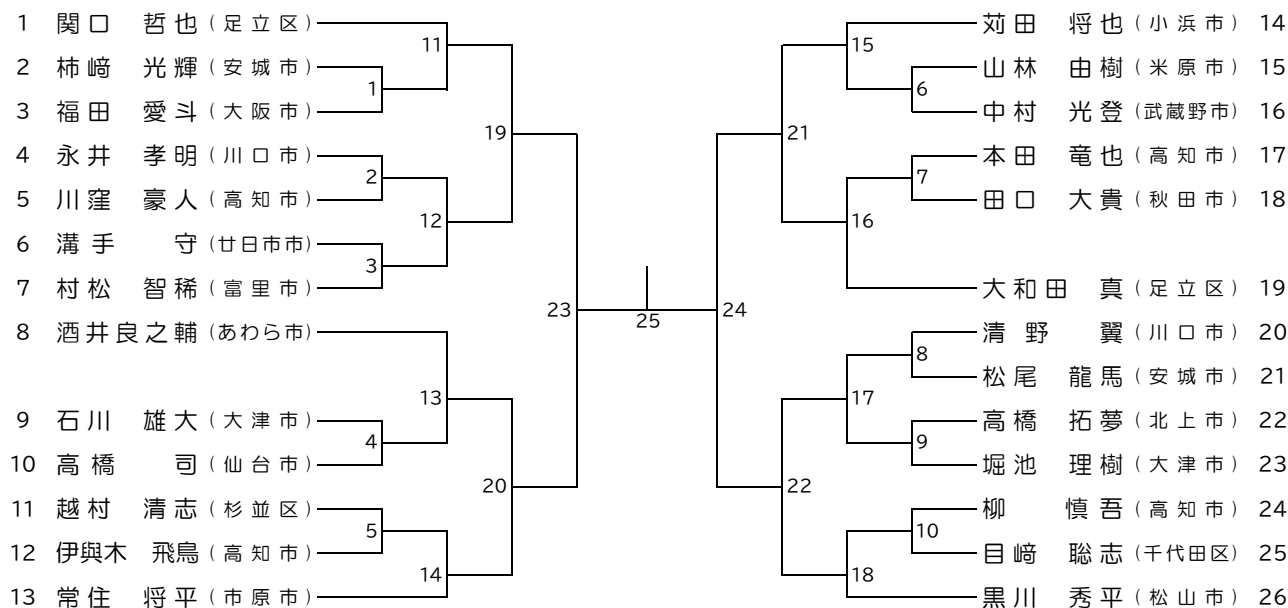 1 関口 哲也 (足立区)
2 柿﨑 光輝 (安城市)
3 福田 愛斗 (大阪市)
4 永井 孝明 (川口市)
5 川窪 豪人 (高知市)
6 溝手 守 (廿日市市)
7 村松 智稀 (富里市)
8 酒井良之輔 (あわら市)
9 石川 雄大 (大津市)
10 高橋 司 (仙台市)
11 越村 清志 (杉並区)
12 伊與木 飛鳥 (高知市)
13 常住 将平 (市原市)
11
1
19
2
12
3
23
13
4
20
5
14
25
15
6
21
7
16
24
8
17
9
22
10
18
苅田 将也 (小浜市) 14
山林 由樹 (米原市) 15
中村 光登 (武蔵野市) 16
本田 竜也 (高知市) 17
田口 大貴 (秋田市) 18
大和田 真 (足立区) 19
清野 翼 (川口市) 20
松尾 龍馬 (安城市) 21
高橋 拓夢 (北上市) 22
堀池 理樹 (大津市) 23
柳 慎吾 (高知市) 24
目﨑 聡志 (千代田区) 25
黒川 秀平 (松山市) 26